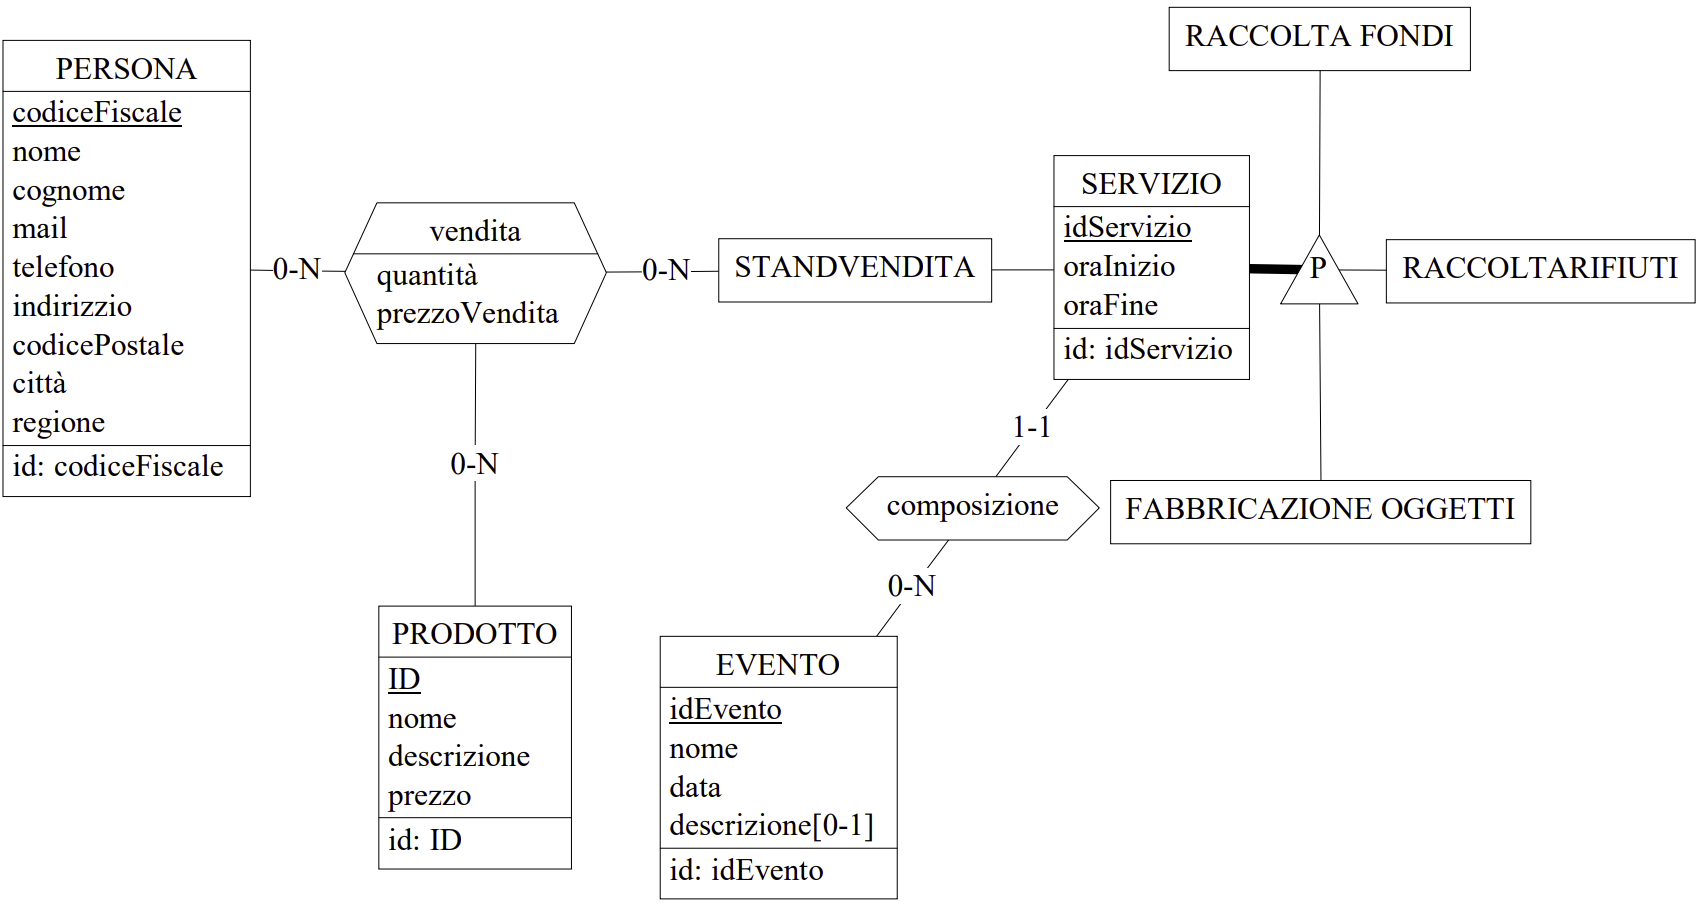 PERSONA
codiceFiscale
nome
cognome
mail
telefono
indirizzo
codicePostale
città
regione
id: codiceFiscale
0-N
vendita
quantità
prezzoVendita
0-N
STANDVENDITA
0-N
PRODOTTO
ID
nome
descrizione
prezzo
id: ID
SERVIZIO
idServizio
oraInizio
oraFine
id: idServizio
1-1
composizione
0-N
EVENTO
idEvento
nome
data
descrizione[0-1]
id: idEvento
RACCOLTA FONDI
P
RACCOLTARIFIUTI
FABBRICAZIONE OGGETTI